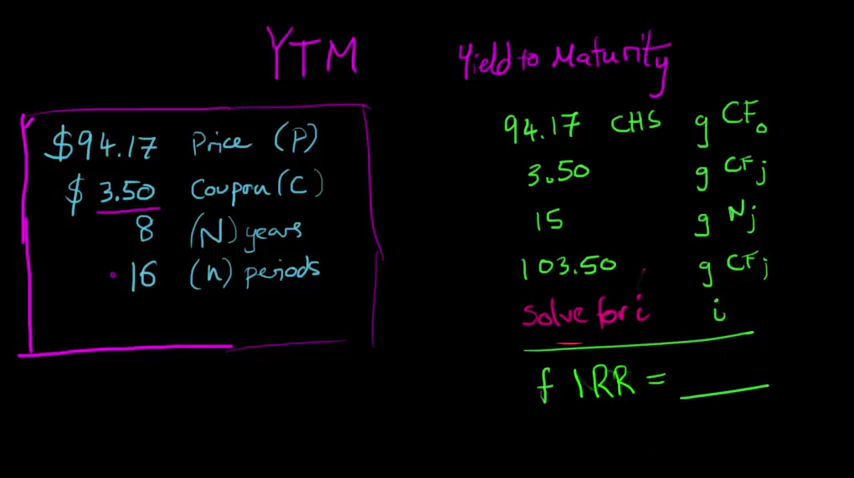 YTM
Yield to Maturity
$94.17 Price (P)
$ 3.50 Coupon (C)
8 (N) years
16 (n) periods
94.17 CHS g CF₀
3.50 g CFj
15 g Nj
103.50 g CFj
Solve for i i
f IRR =